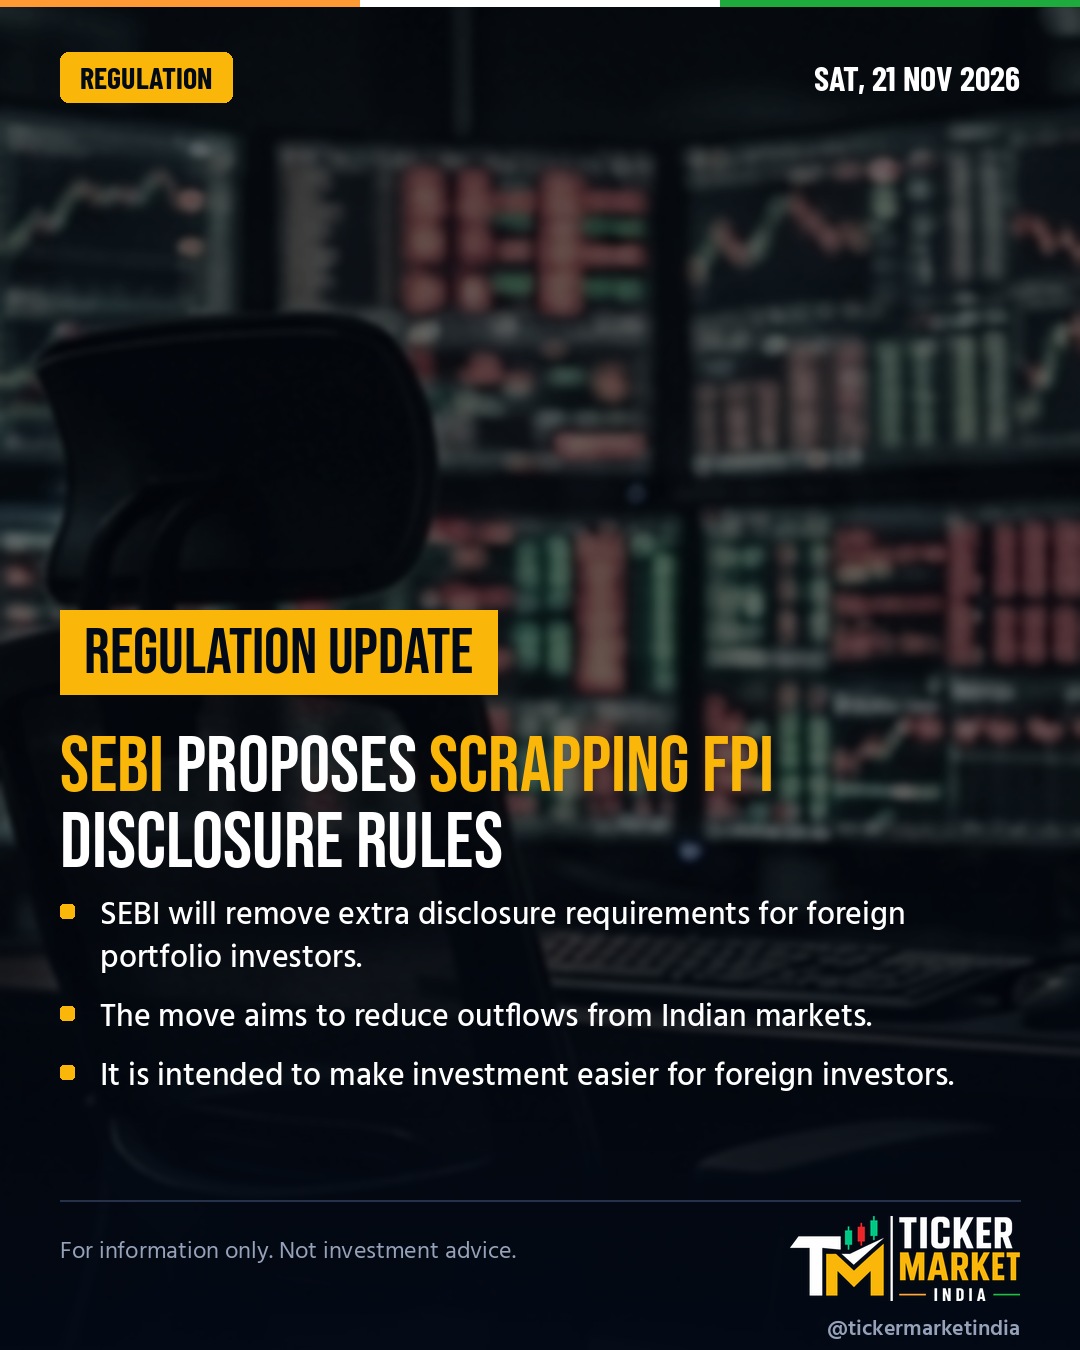 REGULATION
SAT, 21 NOV 2026
REGULATION UPDATE
SEBI PROPOSES SCRAPPING FPI
DISCLOSURE RULES
SEBI will remove extra disclosure requirements for foreign
portfolio investors.
The move aims to reduce outflows from Indian markets.
It is intended to make investment easier for foreign investors.
For information only. Not investment advice.
TM
TICKER
MARKET
INDIA
@tickermarketindia